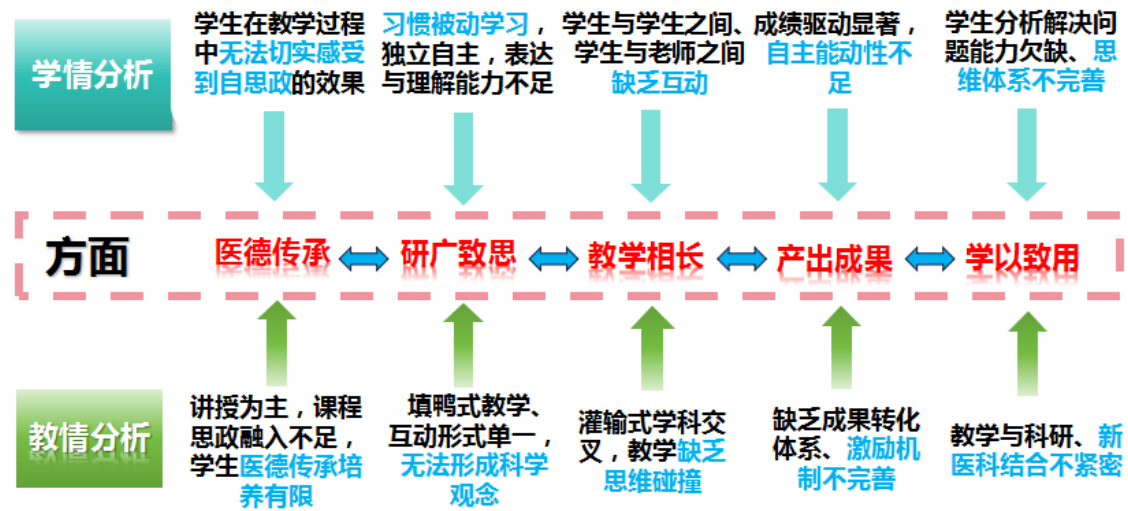 学情分析
学生在教学过程
中无法切实感受
到自思政的效果
习惯被动学习，
独立自主，表达
与理解能力不足
学生与学生之间、
学生与老师之间
缺乏互动
成绩驱动显著，
自主能动性不
足
学生分析解决问
题能力欠缺、思
维体系不完善
方面
医德传承
研广致思
教学相长
产出成果
学以致用
教情分析
讲授为主，课程
思政融入不足，
学生医德传承培
养有限
填鸭式教学、
互动形式单一，
无法形成科学
观念
灌输式学科交
叉，教学缺乏
思维碰撞
缺乏成果转化
体系、激励机
制不完善
教学与科研、新
医科结合不紧密